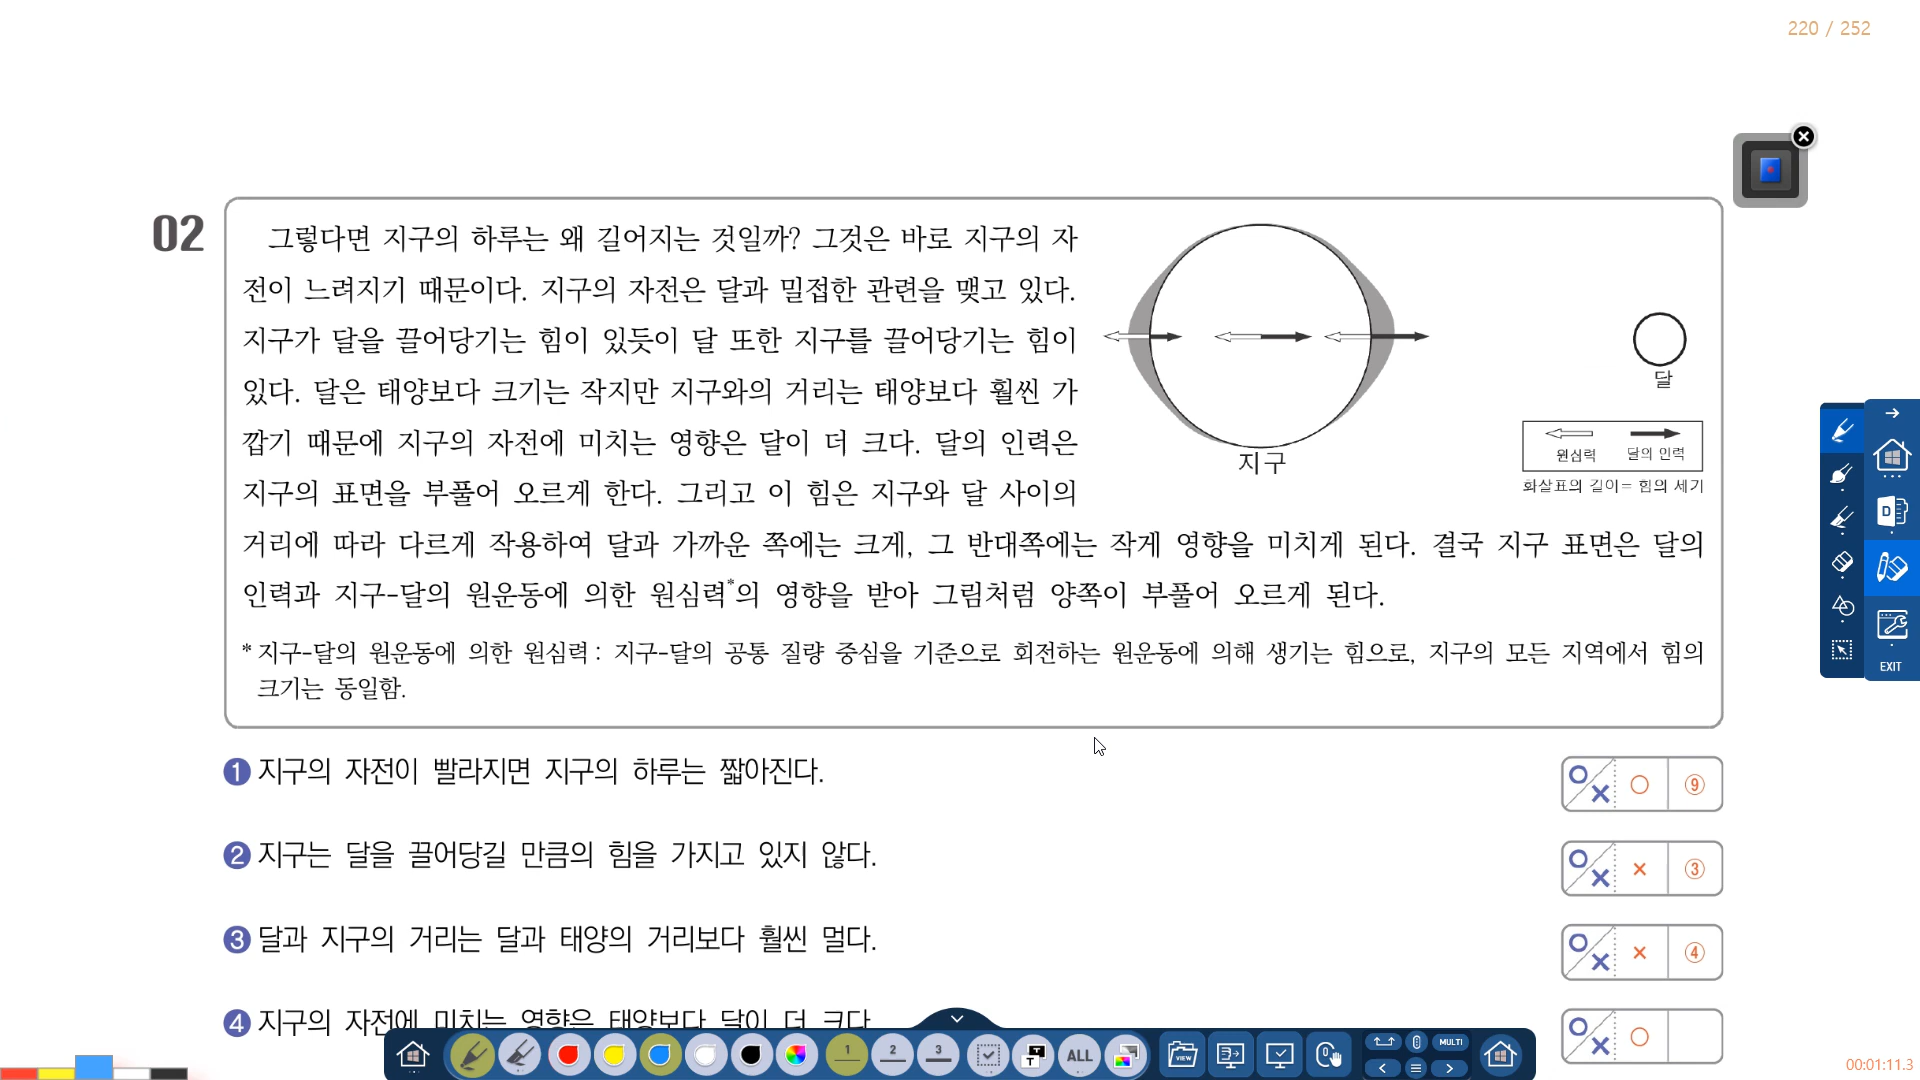 220 / 252
02
그렇다면 지구의 하루는 왜 길어지는 것일까? 그것은 바로 지구의 자
전이 느려지기 때문이다. 지구의 자전은 달과 밀접한 관련을 맺고 있다.
지구가 달을 끌어당기는 힘이 있듯이 달 또한 지구를 끌어당기는 힘이
있다. 달은 태양보다 크기는 작지만 지구와의 거리는 태양보다 훨씬 가
깝기 때문에 지구의 자전에 미치는 영향은 달이 더 크다. 달의 인력은
지구의 표면을 부풀어 오르게 한다. 그리고 이 힘은 지구와 달 사이의
거리에 따라 다르게 작용하여 달과 가까운 쪽에는 크게, 그 반대쪽에는 작게 영향을 미치게 된다. 결국 지구 표면은 달의
인력과 지구-달의 원운동에 의한 원심력*의 영향을 받아 그림처럼 양쪽이 부풀어 오르게 된다.
지구
달
원심력 달의 인력
화살표의 길이= 힘의 세기
* 지구-달의 원운동에 의한 원심력 : 지구-달의 공통 질량 중심을 기준으로 회전하는 원운동에 의해 생기는 힘으로, 지구의 모든 지역에서 힘의
크기는 동일함.
❶ 지구의 자전이 빨라지면 지구의 하루는 짧아진다.
O X ○ ⑨
❷ 지구는 달을 끌어당길 만큼의 힘을 가지고 있지 않다.
O X × ③
❸ 달과 지구의 거리는 달과 태양의 거리보다 훨씬 멀다.
O X × ④
❹ 지구의 자전에 미치는 영향은 태양보다 달이 더 크다
O X ○
EXIT
D
1 2 3 T T ALL VIEW MULTI
00:01:11.3